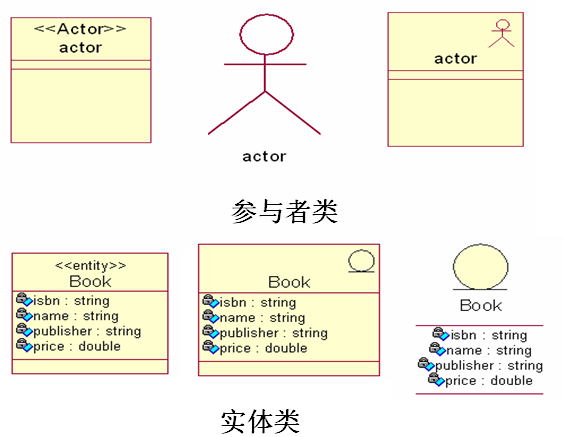 <<Actor>>
actor
actor
actor
参与者类
<<entity>>
Book
isbn : string
name : string
publisher : string
price : double
Book
isbn : string
name : string
publisher : string
price : double
Book
isbn : string
name : string
publisher : string
price : double
实体类